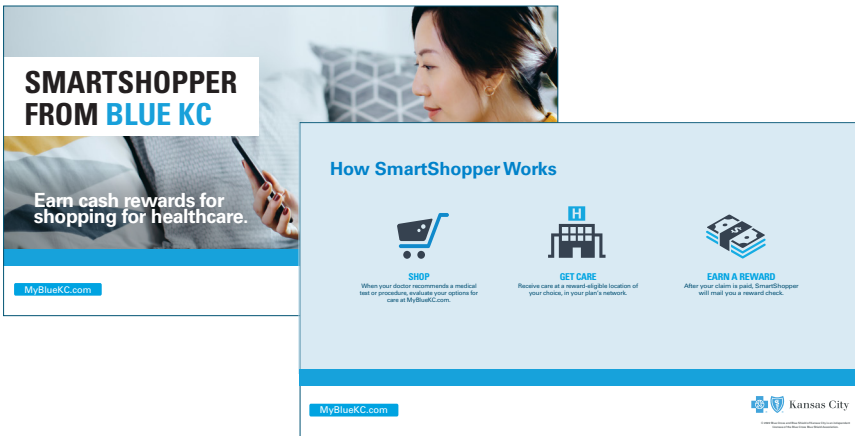 SMARTSHOPPER
FROM BLUE KC
Earn cash rewards for
shopping for healthcare.
MyBlueKC.com
How SmartShopper Works
H
SHOP
When your doctor recommends a medical
test or procedure, evaluate your options for
care at MyBlueKC.com.
GET CARE
Receive care at a reward-eligible location of
your choice, in your plan's network.
$
EARN A REWARD
After your claim is paid, SmartShopper
will mail you a reward check.
MyBlueKC.com
Kansas City